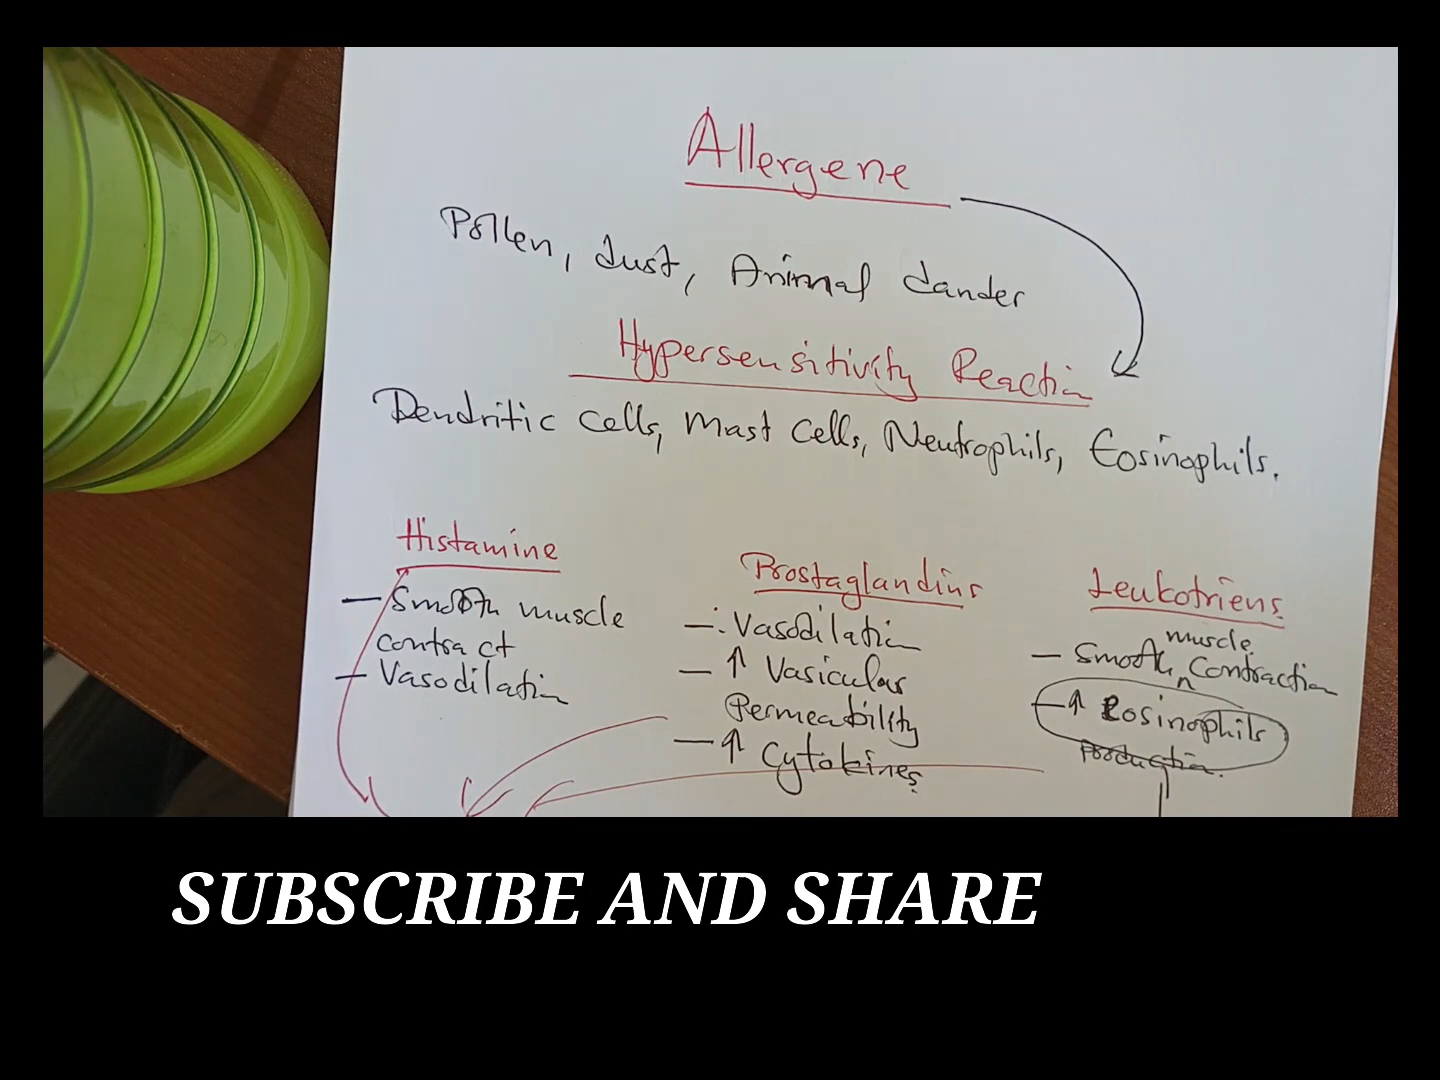 Allergene
Pollen, dust, Animal dander
Hypersensitivity Reaction
Dendritic cells, Mast cells, Neutrophils, Eosinophils.
Histamine
— Smooth muscle
contract
— Vasodilation
Prostaglandins
— Vasodilation
— ↑ Vasicular
Permeability
— ↑ Cytokines
Leukotriens
muscle
— Smooth Contraction
— ↑ Eosinophils
Production.
SUBSCRIBE AND SHARE